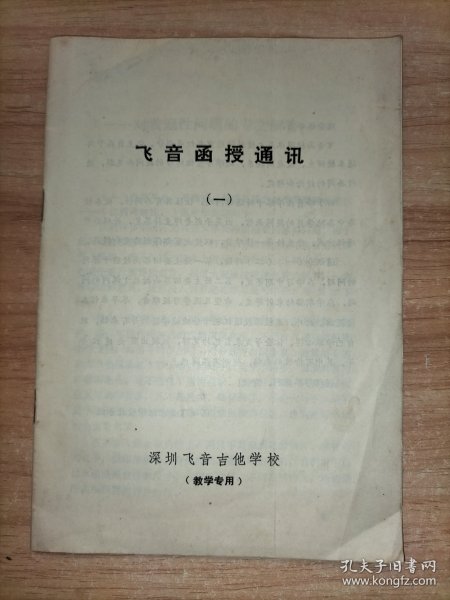 飞音函授通讯
(一)
深圳飞音吉他学校
(教学专用)
孔夫子旧书网
www.kongfz.com